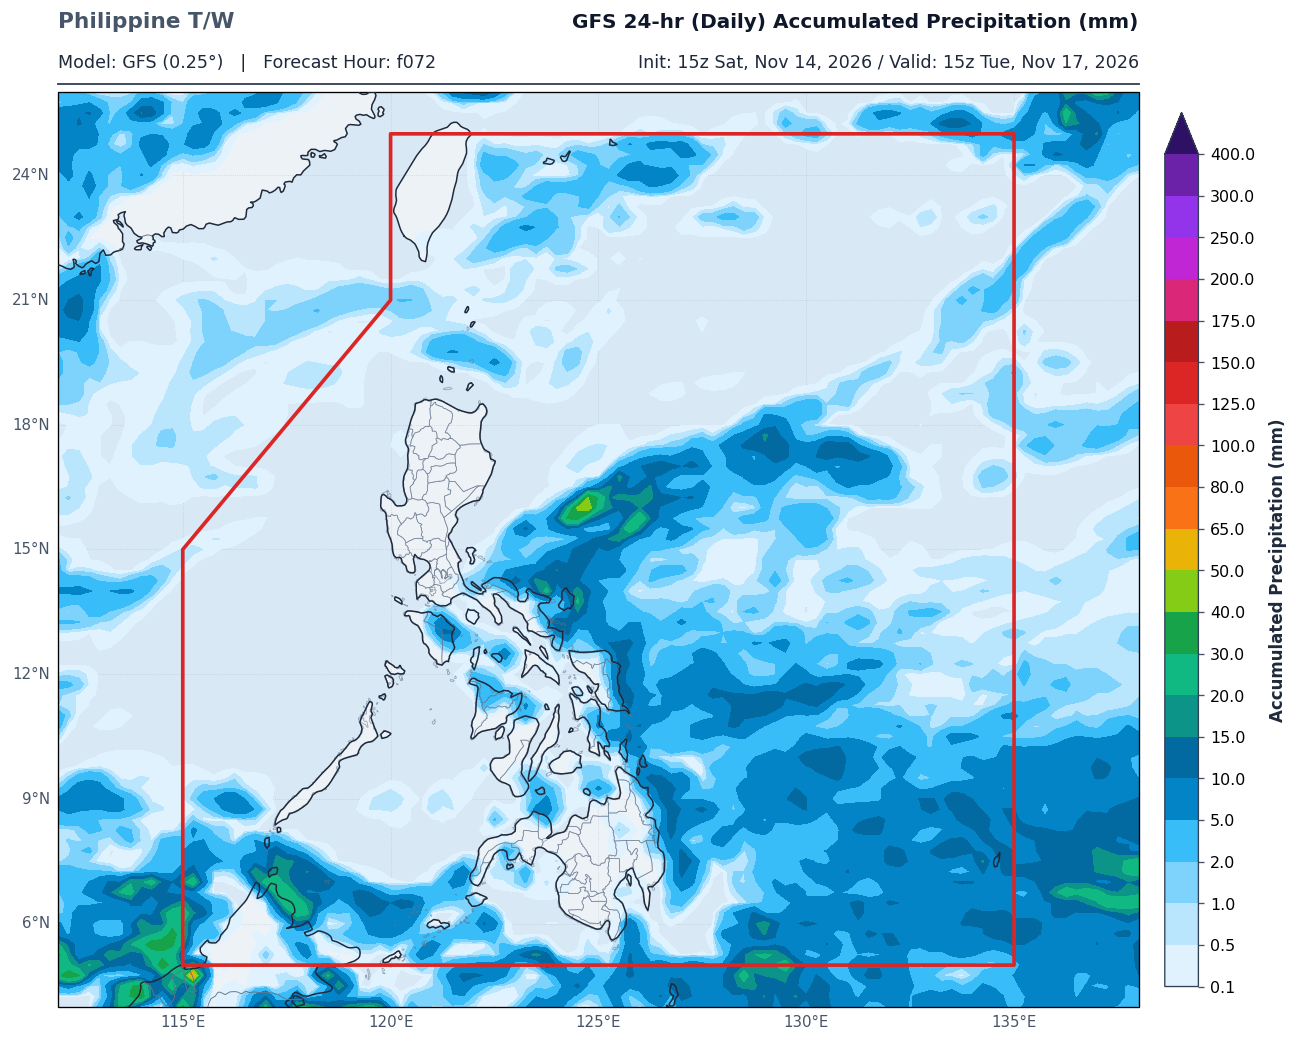 Philippine T/W
GFS 24-hr (Daily) Accumulated Precipitation (mm)
Model: GFS (0.25°)   |   Forecast Hour: f072
Init: 15z Sat, Nov 14, 2026 / Valid: 15z Tue, Nov 17, 2026
24°N
21°N
18°N
15°N
12°N
9°N
6°N
115°E
120°E
125°E
130°E
135°E
400.0
300.0
250.0
200.0
175.0
150.0
125.0
100.0
80.0
65.0
50.0
40.0
30.0
20.0
15.0
10.0
5.0
2.0
1.0
0.5
0.1
Accumulated Precipitation (mm)